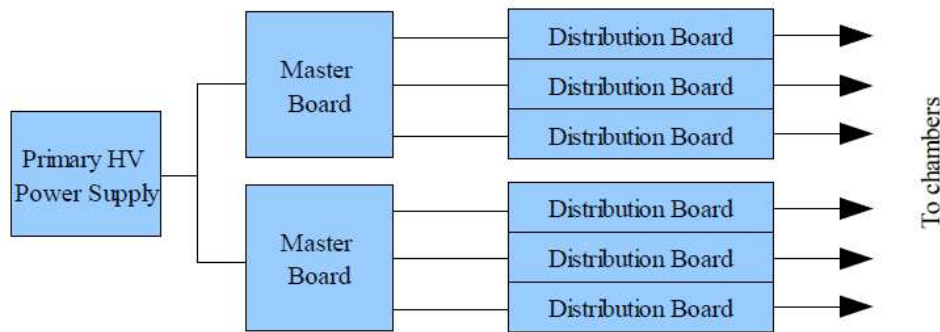 Primary HV
Power Supply
Master
Board
Distribution Board
Distribution Board
Distribution Board
Master
Board
Distribution Board
Distribution Board
Distribution Board
To chambers